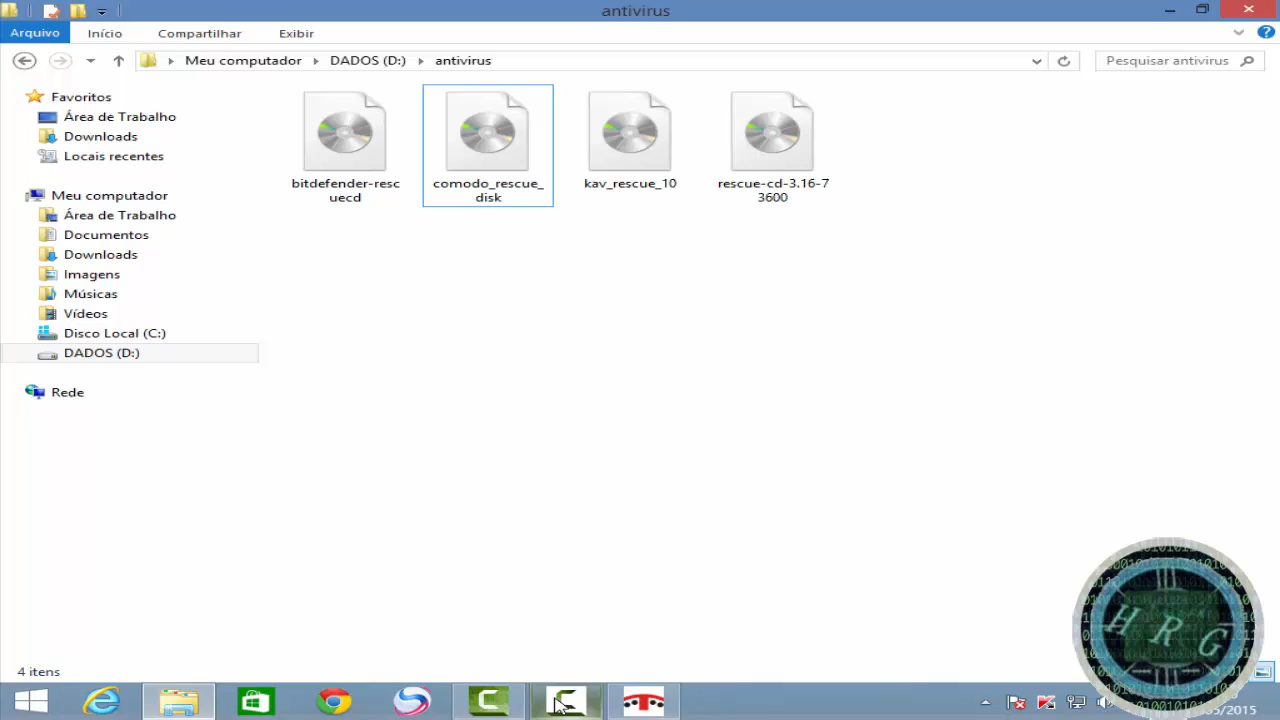 antivirus
Arquivo
Início
Compartilhar
Exibir
Meu computador
DADOS (D:)
antivirus
Pesquisar antivirus
Favoritos
Área de Trabalho
Downloads
Locais recentes
Meu computador
Área de Trabalho
Documentos
Downloads
Imagens
Músicas
Vídeos
Disco Local (C:)
DADOS (D:)
Rede
bitdefender-resc
uecd
comodo_rescue_
disk
kav_rescue_10
rescue-cd-3.16-7
3600
4 itens
H R G